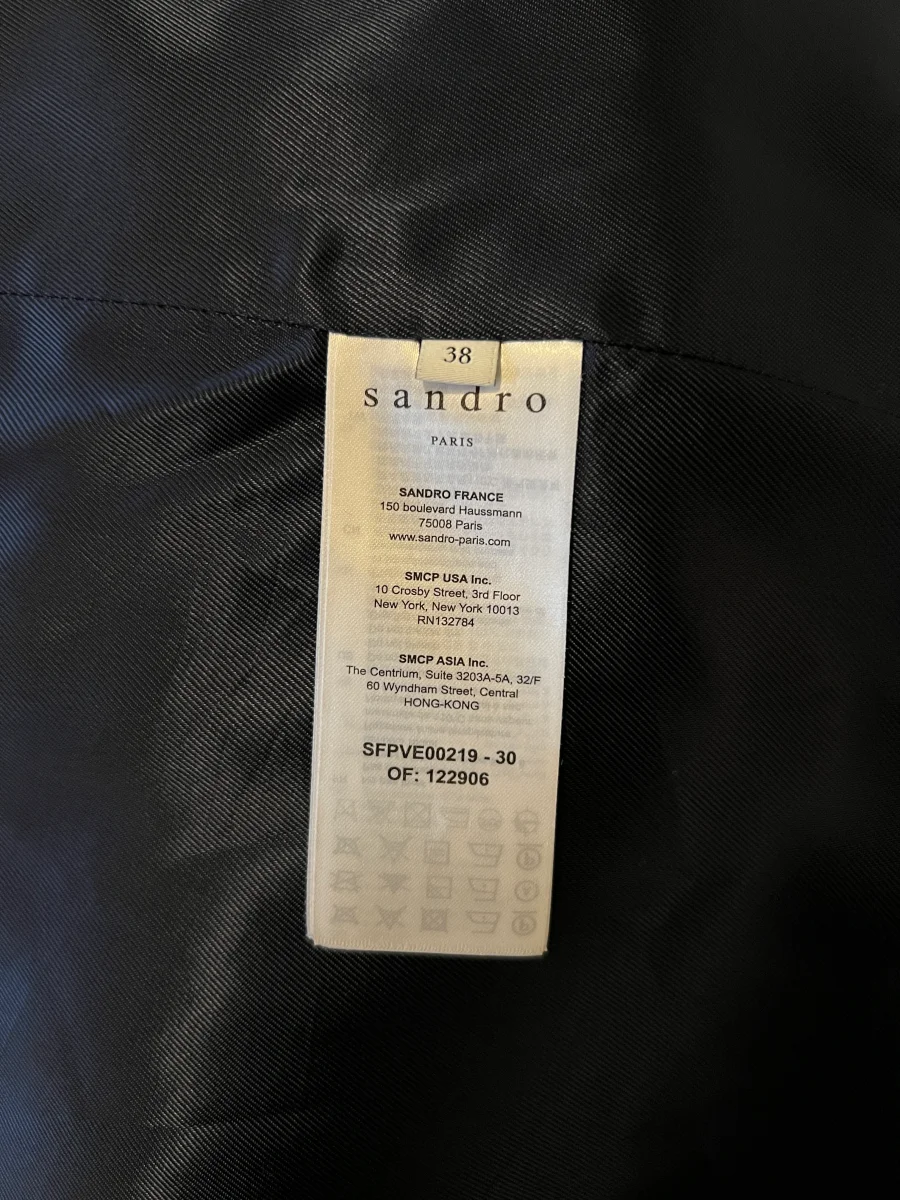 38
sandro
PARIS
SANDRO FRANCE
150 boulevard Haussmann
75008 Paris
www.sandro-paris.com
SMCP USA Inc.
10 Crosby Street, 3rd Floor
New York, New York 10013
RN132784
SMCP ASIA Inc.
The Centrium, Suite 3203A-5A, 32/F
60 Wyndham Street, Central
HONG-KONG
SFPVE00219 - 30
OF: 122906